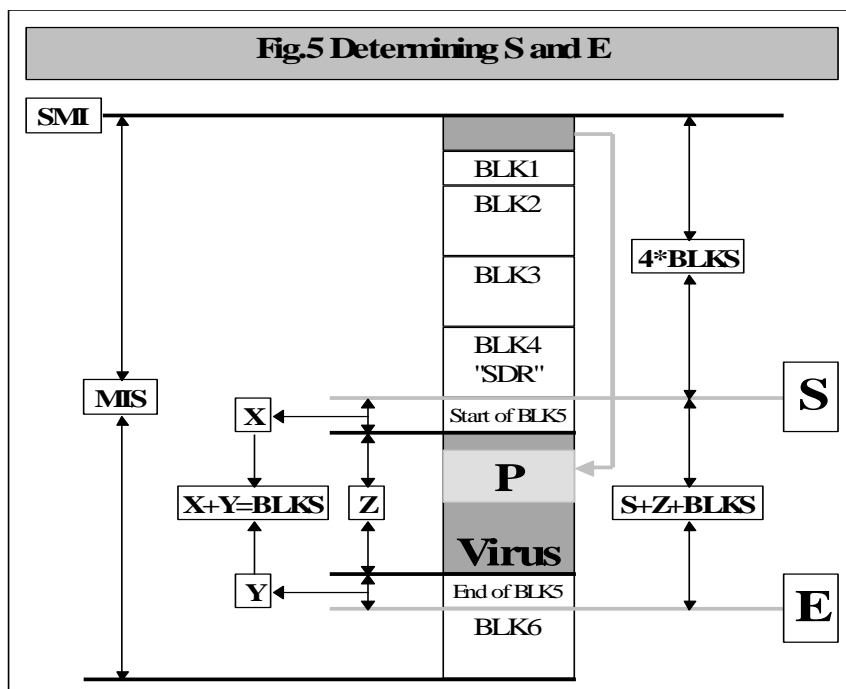 Fig.5 Determining S and E
SMI
BLK1
BLK2
4*BLKS
BLK3
BLK4
"SDR"
MIS
S
X
Start of BLK5
P
X+Y=BLKS
Z
S+Z+BLKS
Virus
Y
End of BLK5
E
BLK6